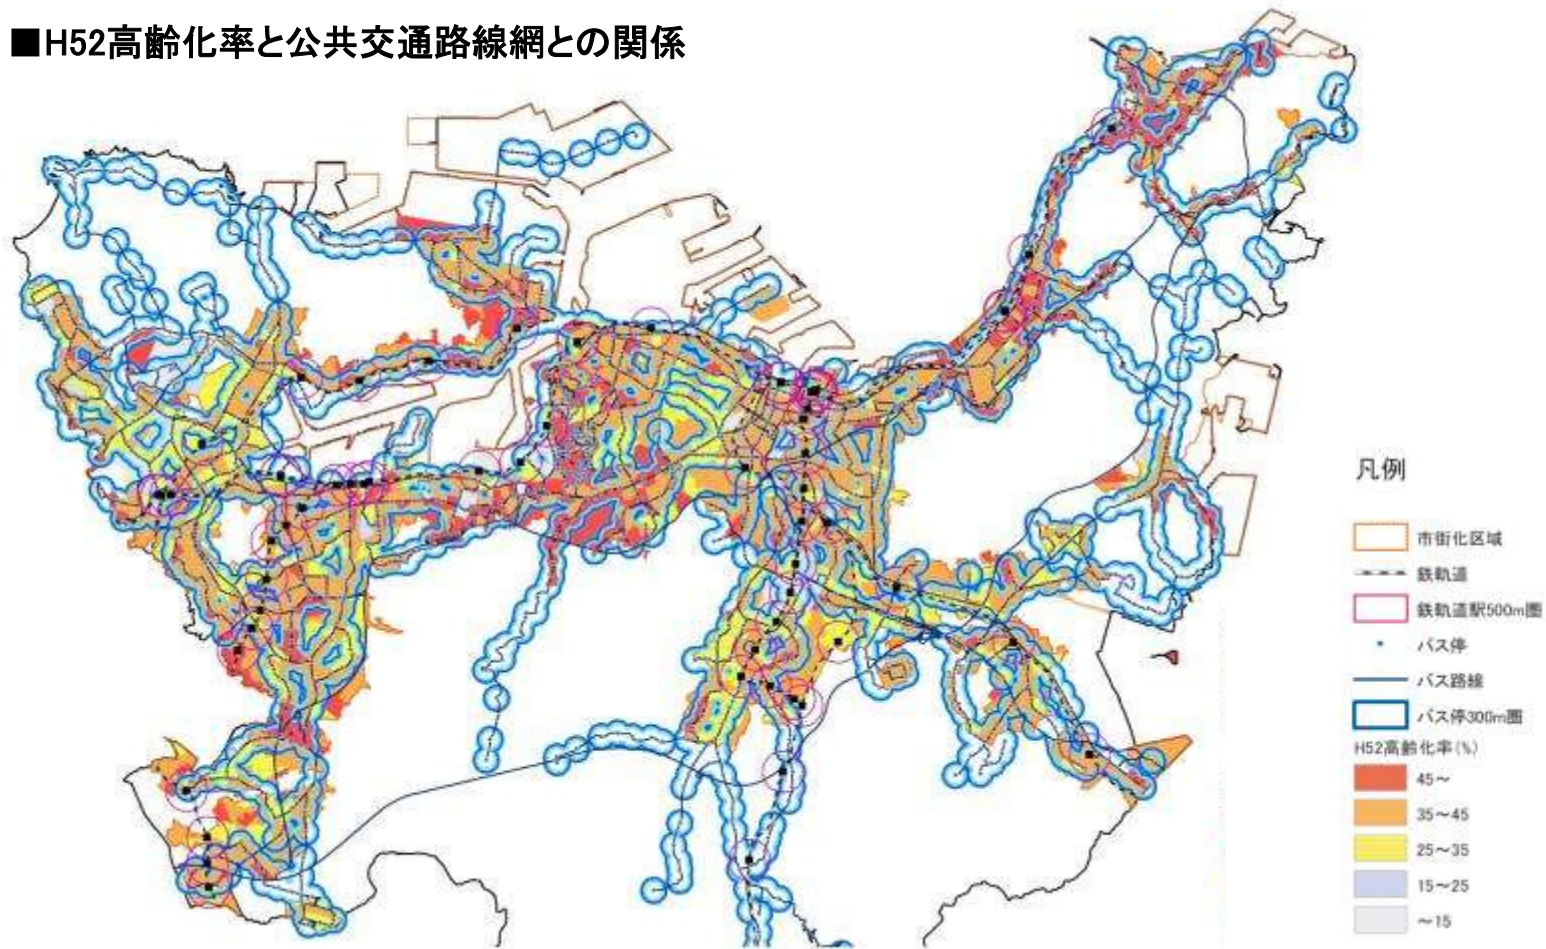 ■H52高齢化率と公共交通路線網との関係
凡例
市街化区域
鉄軌道
鉄軌道駅500m圏
バス停
バス路線
バス停300m圏
H52高齢化率(%)
45～
35～45
25～35
15～25
～15